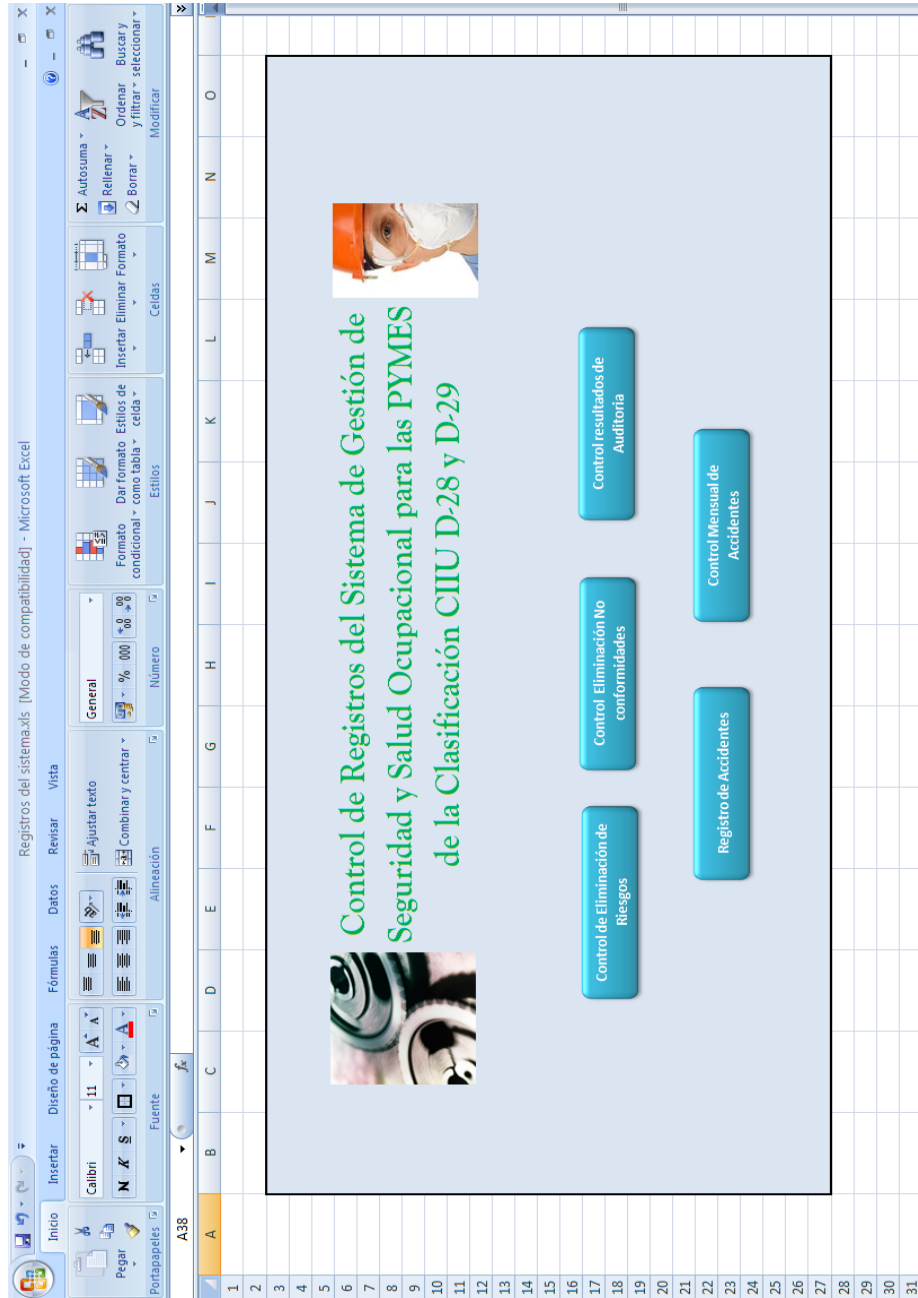 Registros del sistema.xls [Modo de compatibilidad] - Microsoft Excel
Inicio Insertar Diseño de página Fórmulas Datos Revisar Vista
Pegar
Portapapeles
Calibri 11 A A
N K S A
Fuente
Ajustar texto
Combinar y centrar
Alineación
General
% 000 ,0 ,00 ,00 ,0
Número
Formato condicional
Dar formato como tabla
Estilos de celda
Estilos
Insertar Eliminar Formato
Celdas
Σ Autosuma
Rellenar
Borrar
Ordenar y filtrar
Buscar y seleccionar
Modificar
A38 fx
A B C D E F G H I J K L M N O
1
2
3
4
5
6
7
8
9
10
11
12
13
14
15
16
17
18
19
20
21
22
23
24
25
26
27
28
29
30
31
Control de Registros del Sistema de Gestión de
Seguridad y Salud Ocupacional para las PYMES
de la Clasificación CIIU D-28 y D-29
Control de Eliminación de
Riesgos
Control Eliminación No
conformidades
Control resultados de
Auditoria
Registro de Accidentes
Control Mensual de
Accidentes